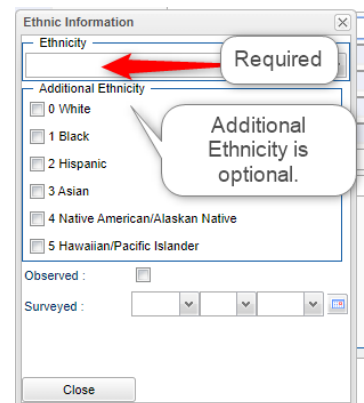 Ethnic Information
Ethnicity
Required
Additional Ethnicity
0 White
Additional
Ethnicity is
optional.
1 Black
2 Hispanic
3 Asian
4 Native American/Alaskan Native
5 Hawaiian/Pacific Islander
Observed :
Surveyed :
Close